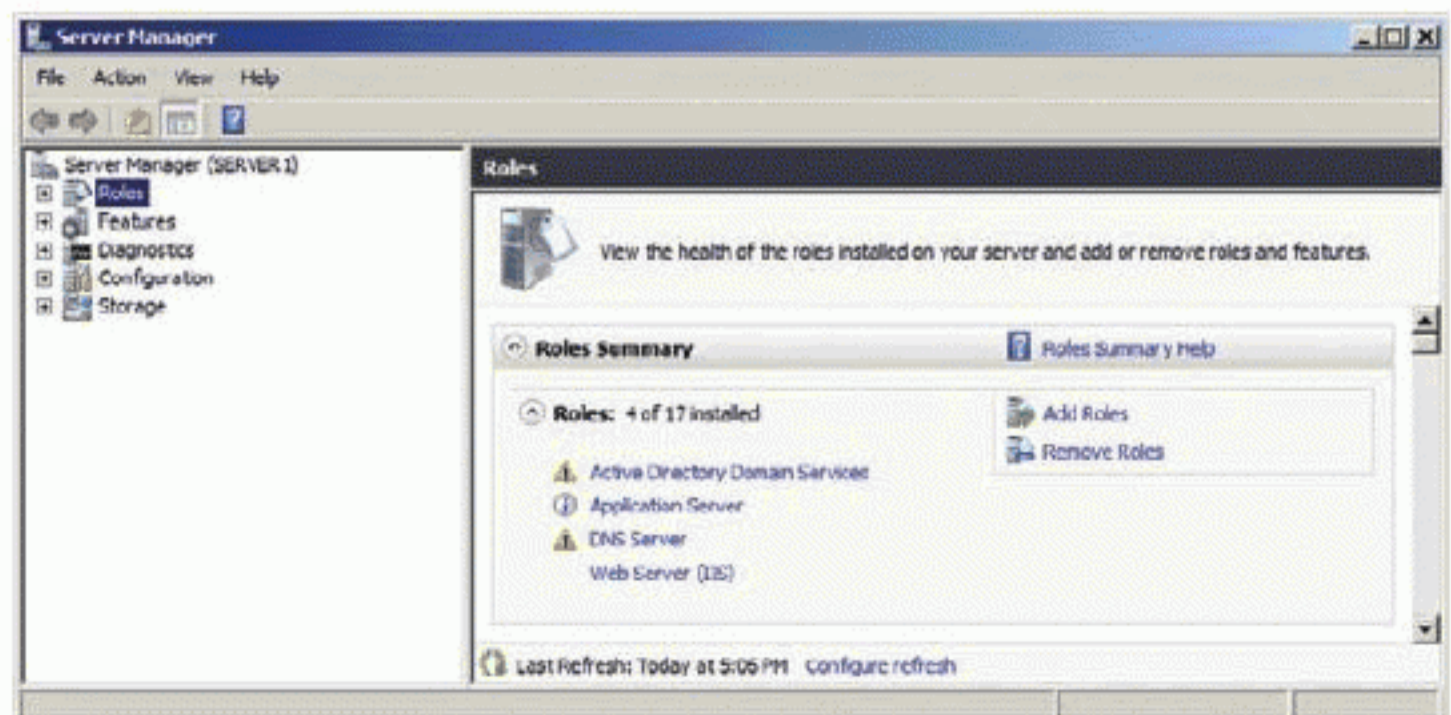 Server Manager
File Action View Help
Server Manager (SERVER1)
Roles
Features
Diagnostics
Configuration
Storage
Roles
View the health of the roles installed on your server and add or remove roles and features.
Roles Summary
Roles Summary Help
Roles: 4 of 17 installed
Add Roles
Remove Roles
Active Directory Domain Services
Application Server
DNS Server
Web Server (IIS)
Last Refresh: Today at 5:06 PM Configure refresh